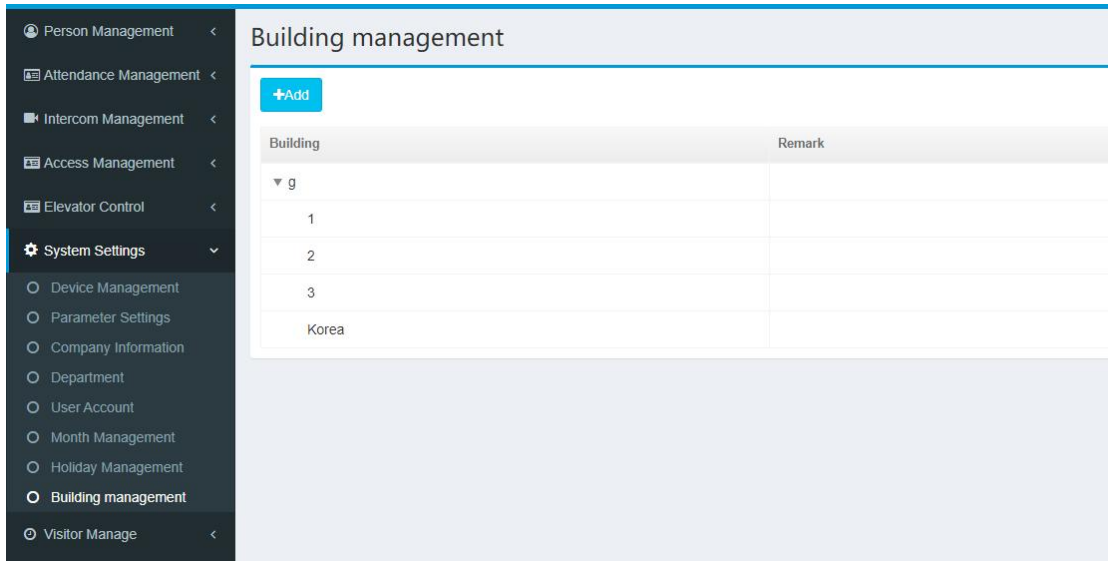 Person Management
Attendance Management
Intercom Management
Access Management
Elevator Control
System Settings
Device Management
Parameter Settings
Company Information
Department
User Account
Month Management
Holiday Management
Building management
Visitor Manage
Building management
+Add
Building Remark
g
1
2
3
Korea